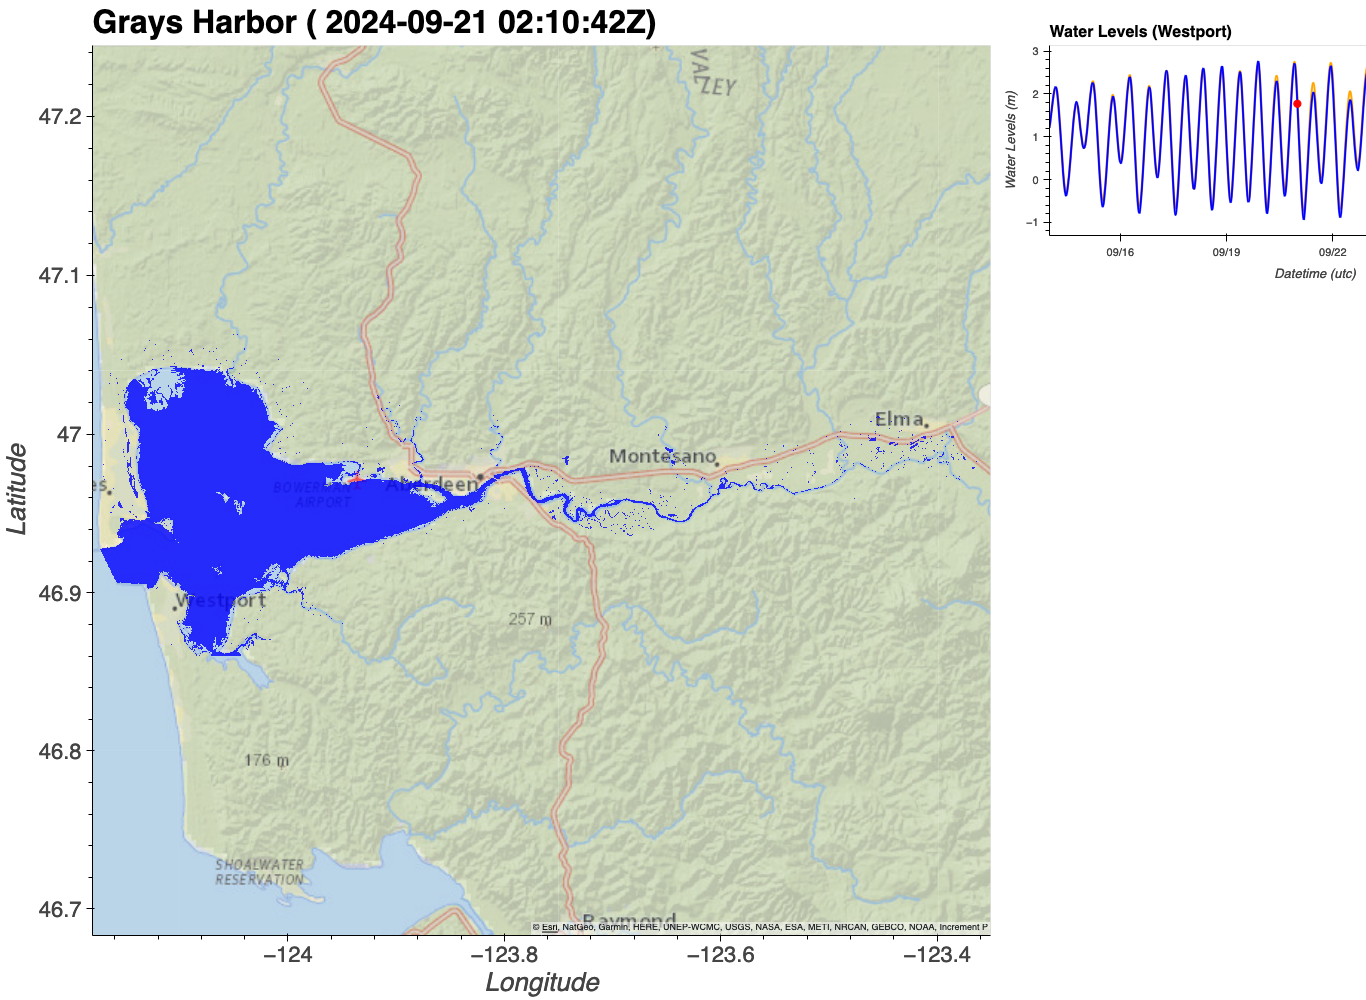 Grays Harbor ( 2024-09-21 02:10:42Z)
VAL
LEY
47.2
47.1
47
46.9
46.8
46.7
Latitude
Elma
Montesano
es
Aberdeen
BOWERMAN
AIRPORT
Westport
257 m
176 m
SHOALWATER
RESERVATION
Raymond
© Esri, NatGeo, Garmin, HERE, UNEP-WCMC, USGS, NASA, ESA, METI, NRCAN, GEBCO, NOAA, Increment P
−124
−123.8
−123.6
−123.4
Longitude
Water Levels (Westport)
3
2
1
0
−1
Water Levels (m)
09/16
09/19
09/22
Datetime (utc)